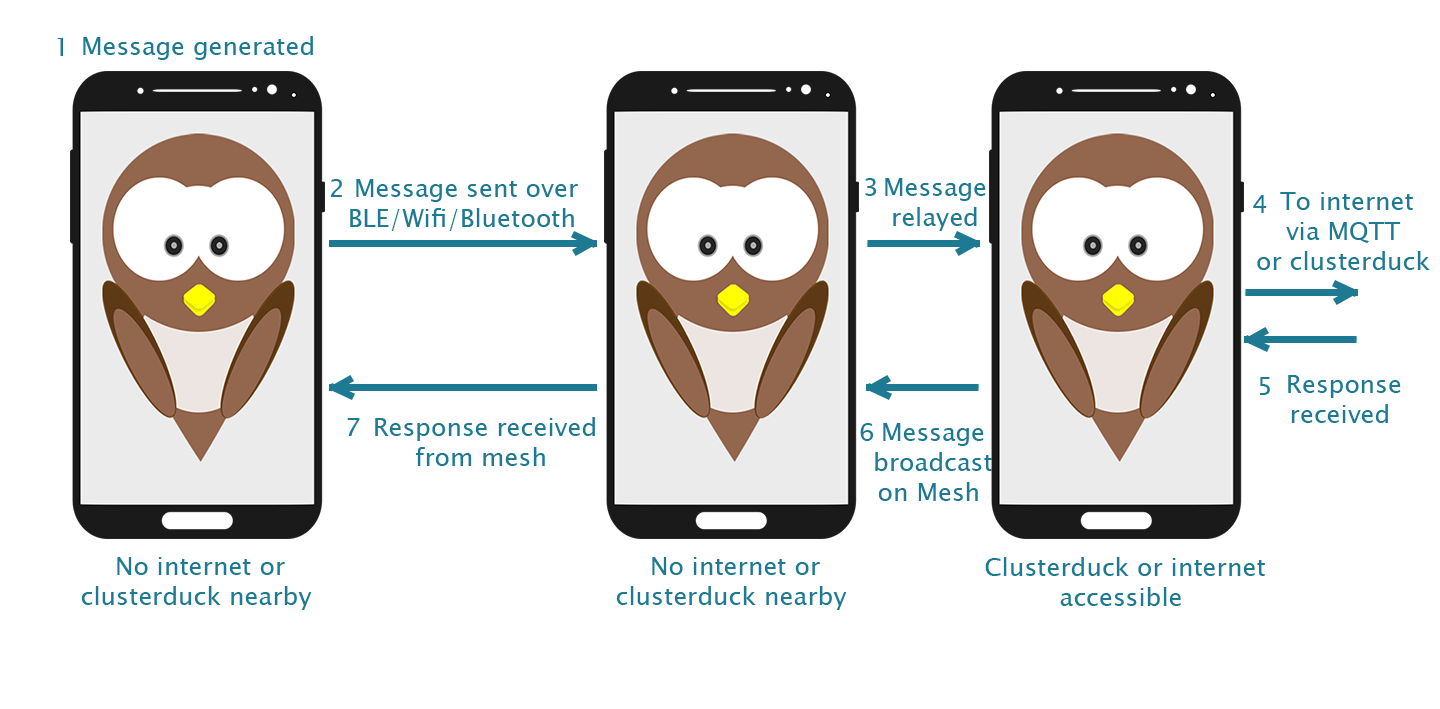 1 Message generated
2 Message sent over
BLE/Wifi/Bluetooth
3 Message
relayed
4 To internet
via MQTT
or clusterduck
5 Response
received
6 Message
broadcast
on Mesh
7 Response received
from mesh
No internet or
clusterduck nearby
No internet or
clusterduck nearby
Clusterduck or internet
accessible